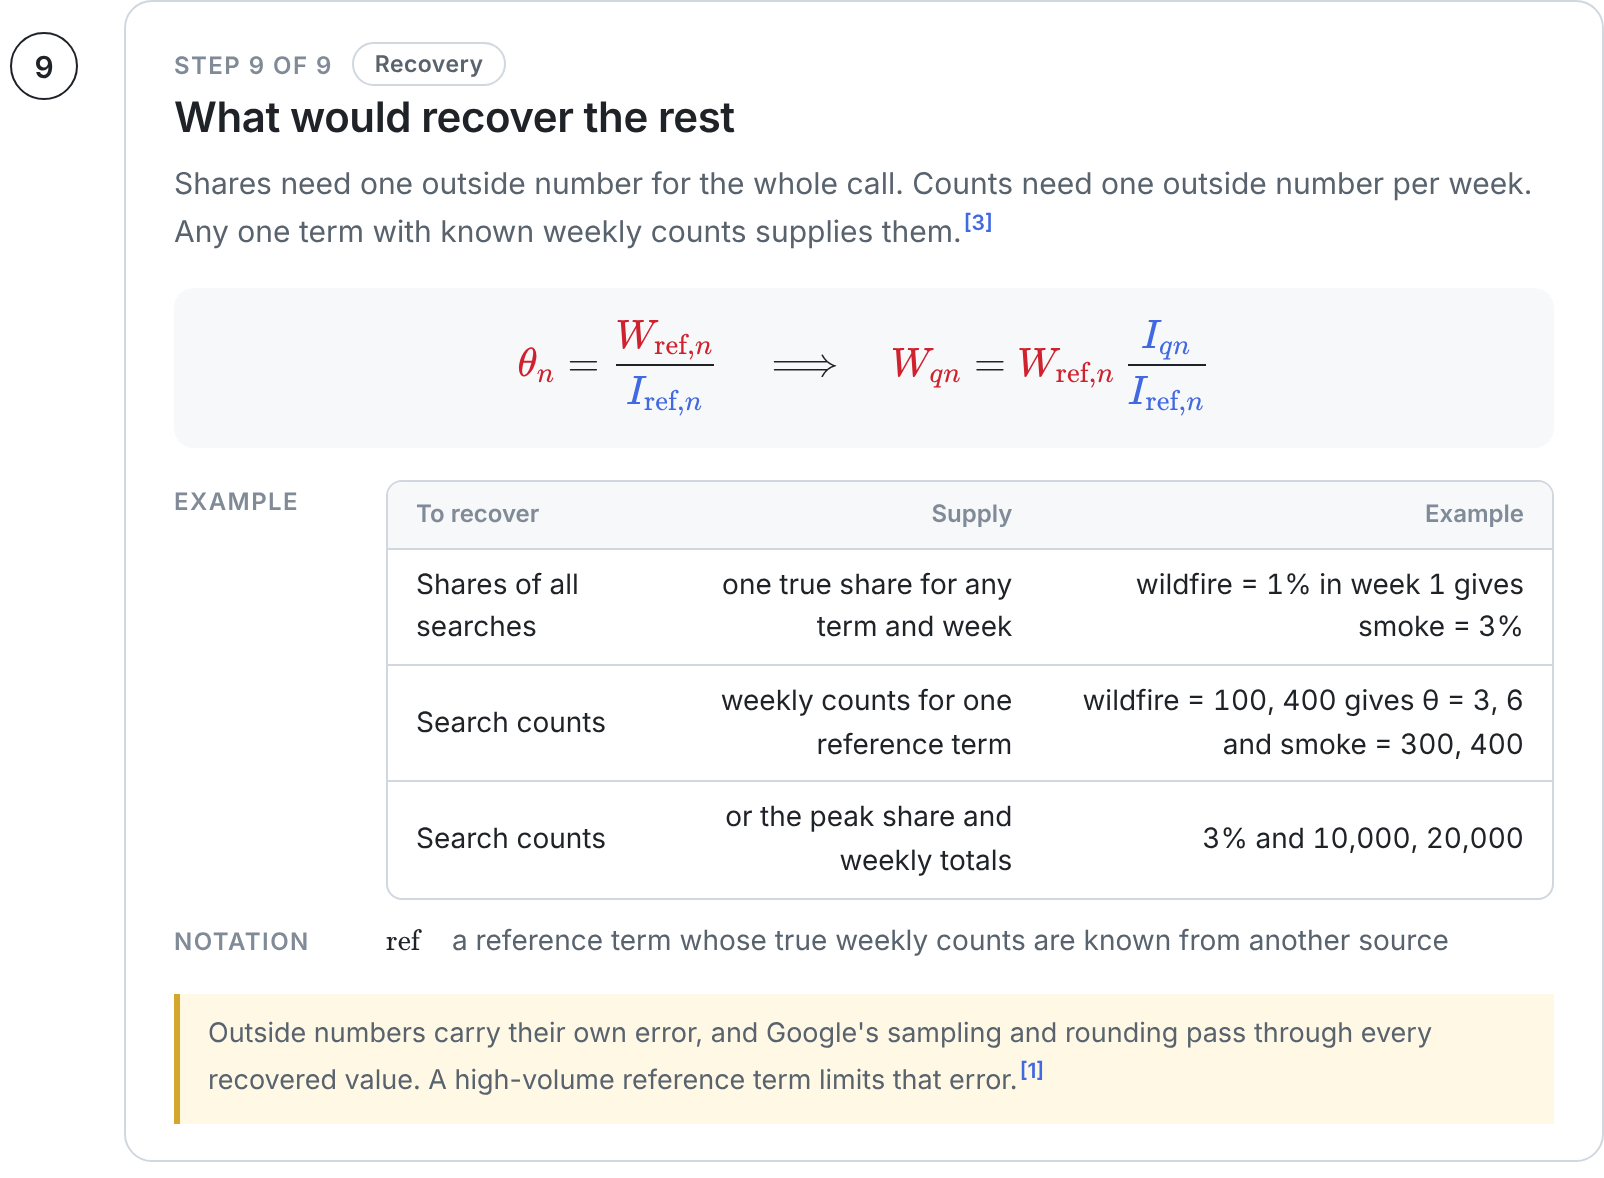 9
STEP 9 OF 9 Recovery
What would recover the rest
Shares need one outside number for the whole call. Counts need one outside number per week.
Any one term with known weekly counts supplies them.[3]
θₙ = W_ref,n / I_ref,n ⟹ W_qn = W_ref,n I_qn / I_ref,n
EXAMPLE
To recover Supply Example
Shares of all searches one true share for any term and week wildfire = 1% in week 1 gives smoke = 3%
Search counts weekly counts for one reference term wildfire = 100, 400 gives θ = 3, 6 and smoke = 300, 400
Search counts or the peak share and weekly totals 3% and 10,000, 20,000
NOTATION ref a reference term whose true weekly counts are known from another source
Outside numbers carry their own error, and Google's sampling and rounding pass through every
recovered value. A high-volume reference term limits that error.[1]